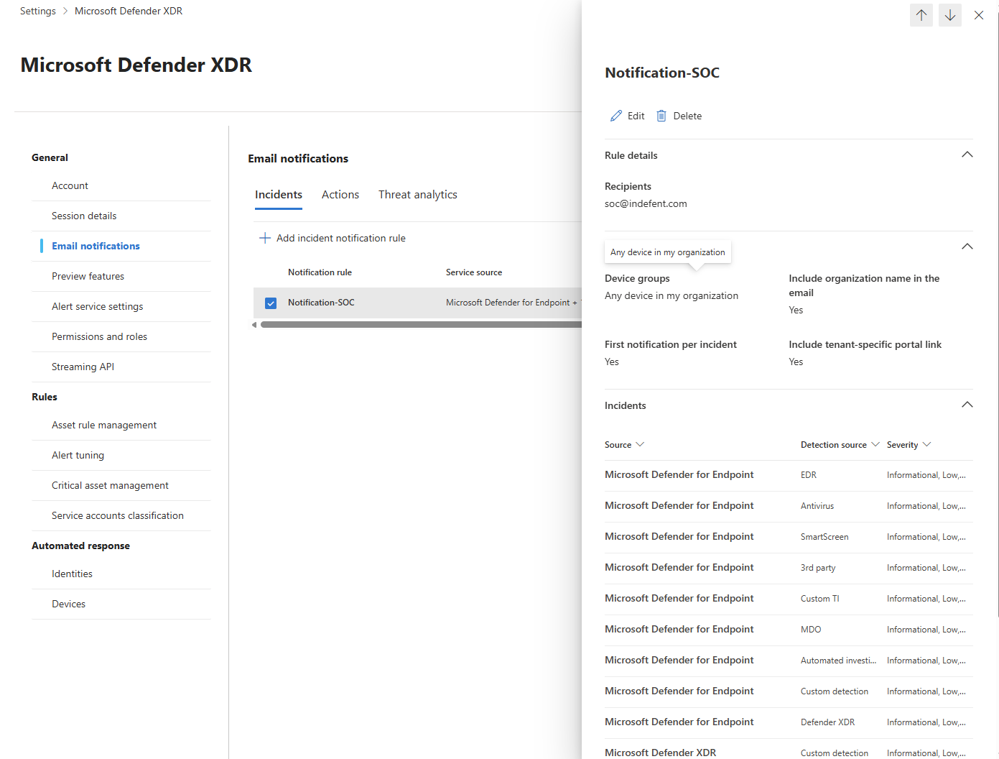 Settings > Microsoft Defender XDR
Microsoft Defender XDR
General
Account
Session details
Email notifications
Preview features
Alert service settings
Permissions and roles
Streaming API
Rules
Asset rule management
Alert tuning
Critical asset management
Service accounts classification
Automated response
Identities
Devices
Email notifications
Incidents Actions Threat analytics
Add incident notification rule
Notification rule Service source
Notification-SOC Microsoft Defender for Endpoint +
Notification-SOC
Edit Delete
Rule details
Recipients
soc@indefent.com
Any device in my organization
Device groups
Any device in my organization
Include organization name in the
email
Yes
First notification per incident
Yes
Include tenant-specific portal link
Yes
Incidents
Source Detection source Severity
Microsoft Defender for Endpoint EDR Informational, Low,...
Microsoft Defender for Endpoint Antivirus Informational, Low,...
Microsoft Defender for Endpoint SmartScreen Informational, Low,...
Microsoft Defender for Endpoint 3rd party Informational, Low,...
Microsoft Defender for Endpoint Custom TI Informational, Low,...
Microsoft Defender for Endpoint MDO Informational, Low,...
Microsoft Defender for Endpoint Automated investi... Informational, Low,...
Microsoft Defender for Endpoint Custom detection Informational, Low,...
Microsoft Defender for Endpoint Defender XDR Informational, Low,...
Microsoft Defender XDR Custom detection Informational, Low,...